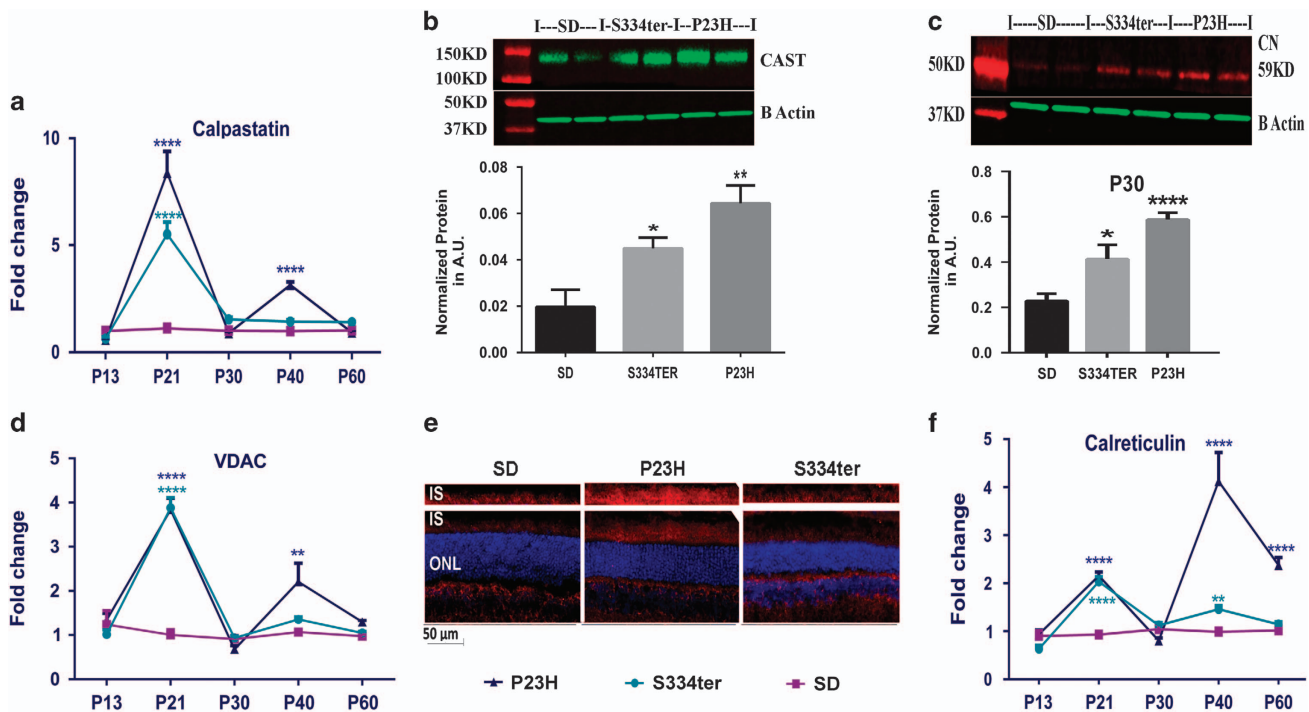 a
Calpastatin
Fold change
10
5
0
****
****
****
P13 P21 P30 P40 P60
b
I---SD--- I-S334ter-I--P23H---I
150KD
100KD
50KD
37KD
CAST
B Actin
Normalized Protein
in A.U.
0.08
0.06
0.04
0.02
0.00
*
**
SD S334TER P23H
c
I-----SD------I---S334ter---I----P23H----I
50KD
37KD
CN
59KD
B Actin
P30
Normalized Protein
in A.U.
0.8
0.6
0.4
0.2
0.0
*
****
SD S334TER P23H
d
VDAC
Fold change
5
4
3
2
1
0
****
****
**
P13 P21 P30 P40 P60
e
SD P23H S334ter
IS
IS
ONL
50 µm
P23H S334ter SD
f
Calreticulin
Fold change
5
4
3
2
1
0
****
****
****
**
****
P13 P21 P30 P40 P60